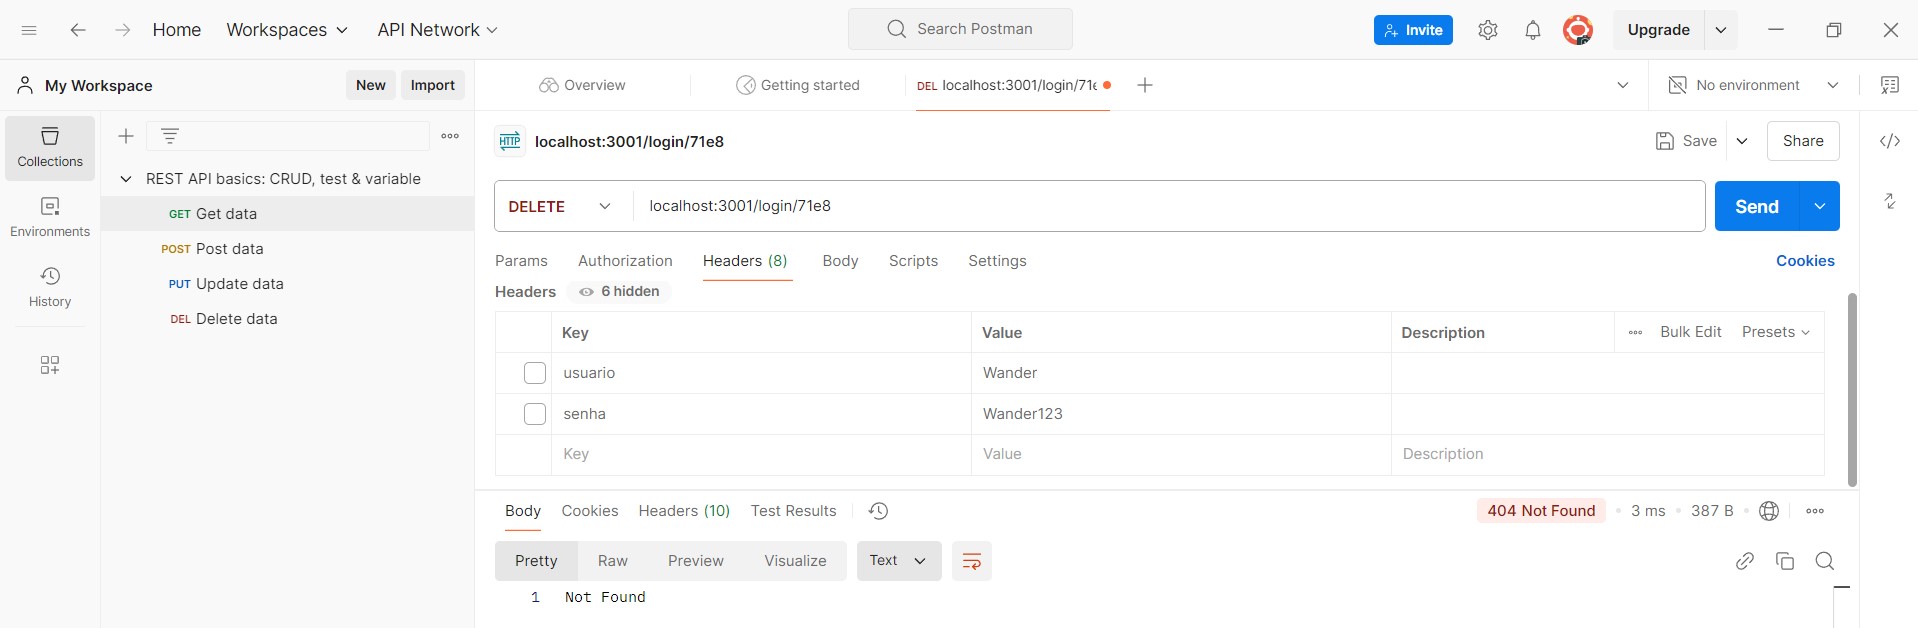 Home Workspaces API Network Search Postman Invite Upgrade
My Workspace New Import Overview Getting started DEL localhost:3001/login/71e No environment
Collections
Environments
History
REST API basics: CRUD, test & variable
GET Get data
POST Post data
PUT Update data
DEL Delete data
HTTP localhost:3001/login/71e8 Save Share
DELETE localhost:3001/login/71e8 Send
Params Authorization Headers (8) Body Scripts Settings Cookies
Headers 6 hidden
Key Value Description Bulk Edit Presets
usuario Wander
senha Wander123
Key Value Description
Body Cookies Headers (10) Test Results 404 Not Found 3 ms 387 B
Pretty Raw Preview Visualize Text
1 Not Found